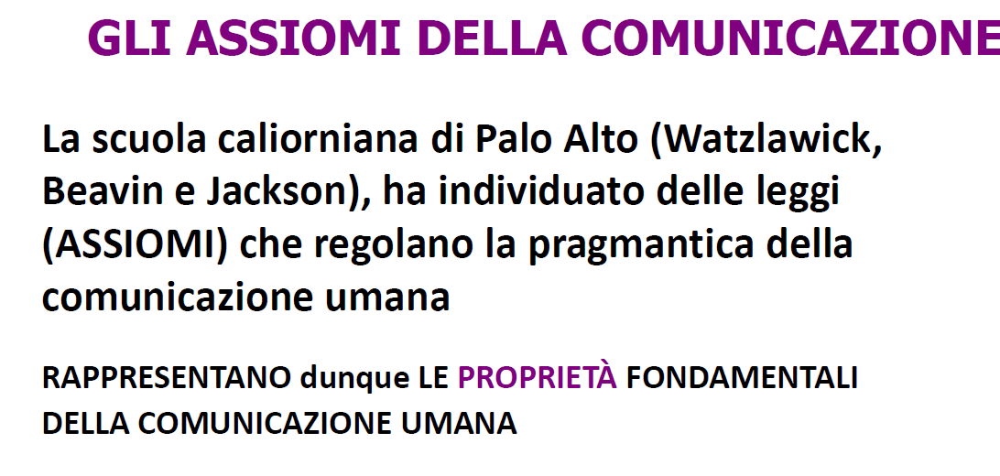 GLI ASSIOMI DELLA COMUNICAZIONE
La scuola caliorniana di Palo Alto (Watzlawick,
Beavin e Jackson), ha individuato delle leggi
(ASSIOMI) che regolano la pragmantica della
comunicazione umana
RAPPRESENTANO dunque LE PROPRIETÀ FONDAMENTALI
DELLA COMUNICAZIONE UMANA